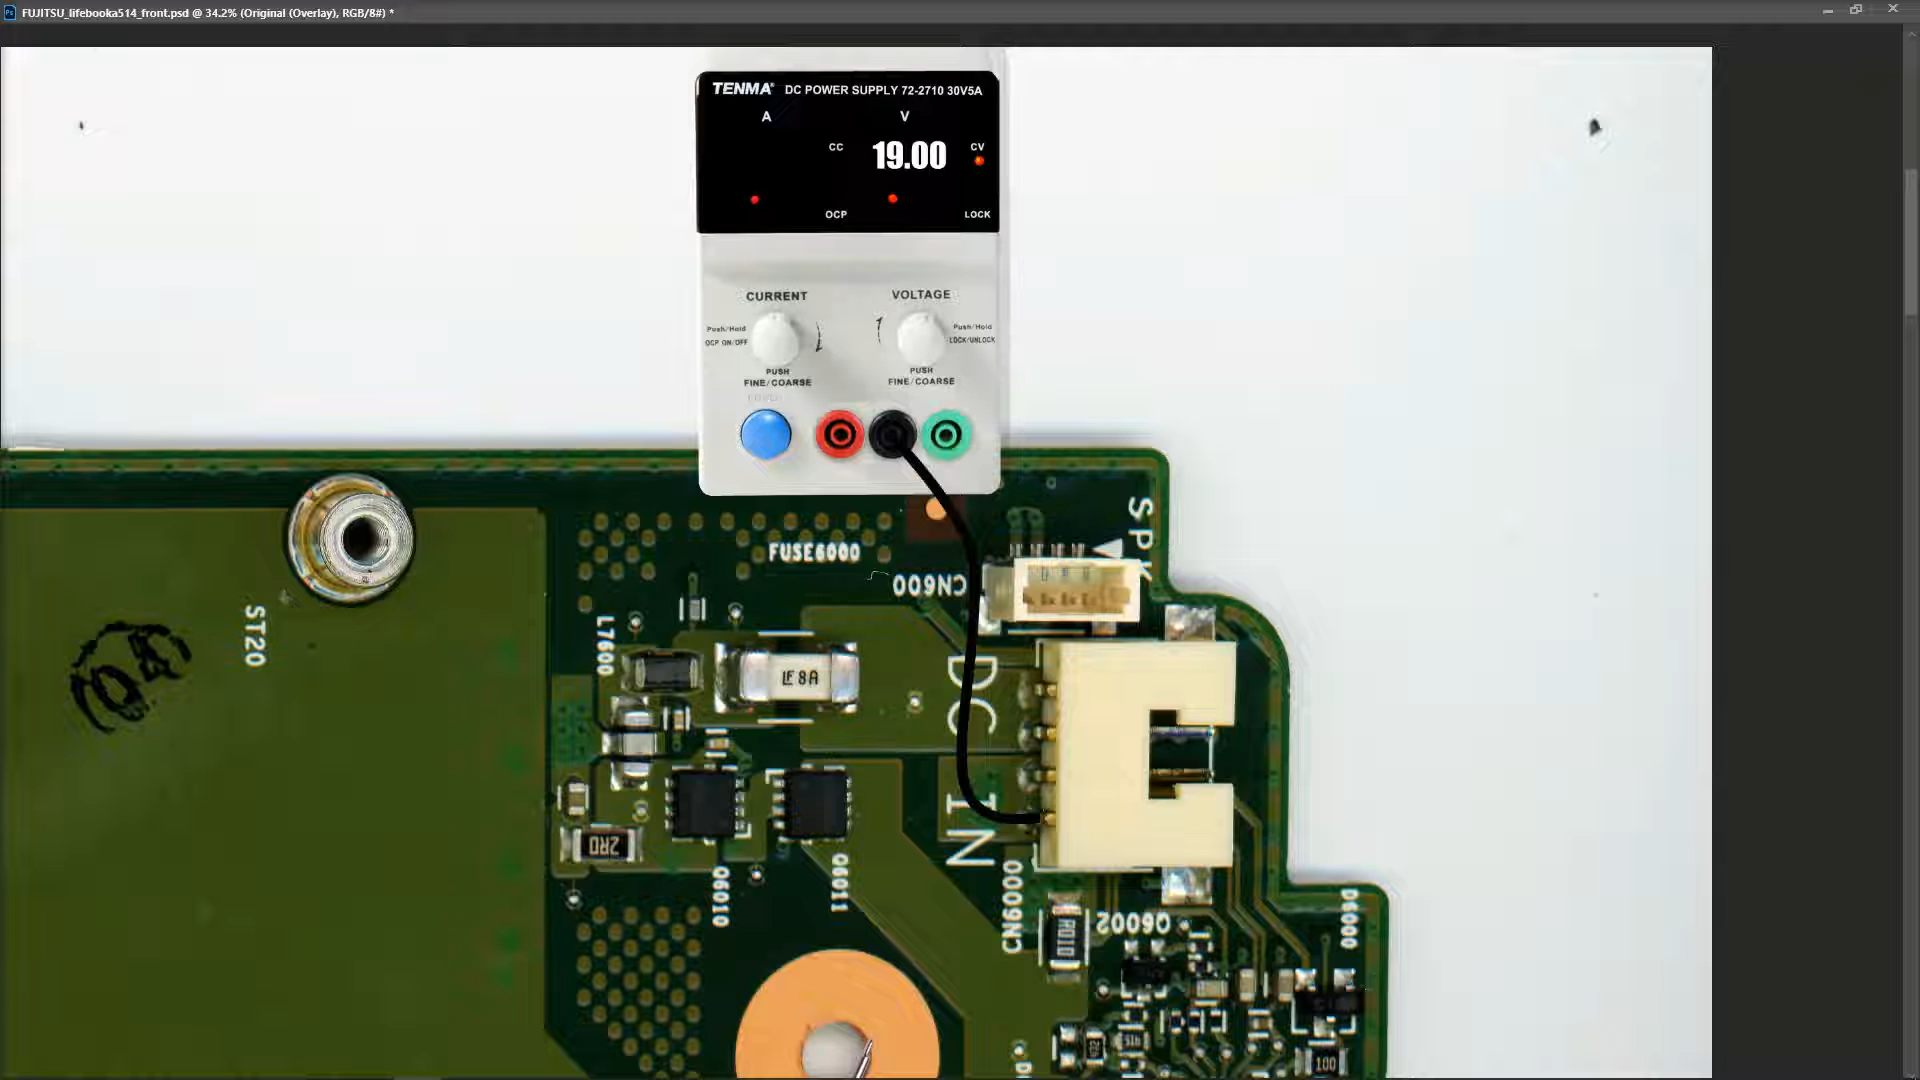 FUJITSU_lifebooka514_front.psd @ 34.2% (Original (Overlay), RGB/8#) *
TENMA® DC POWER SUPPLY 72-2710 30V5A
A V
CC 19.00 CV
OCP LOCK
CURRENT VOLTAGE
Push/Hold
OCP ON/OFF
Push/Hold
LOCK/UNLOCK
PUSH
FINE/COARSE
PUSH
FINE/COARSE
SPK
FUSE6000
CN600
ST20
(04)
L7600
LF 8A
DC IN
2R0
Q6010
Q6011
CN6000
R010
Q6002
D6000
100